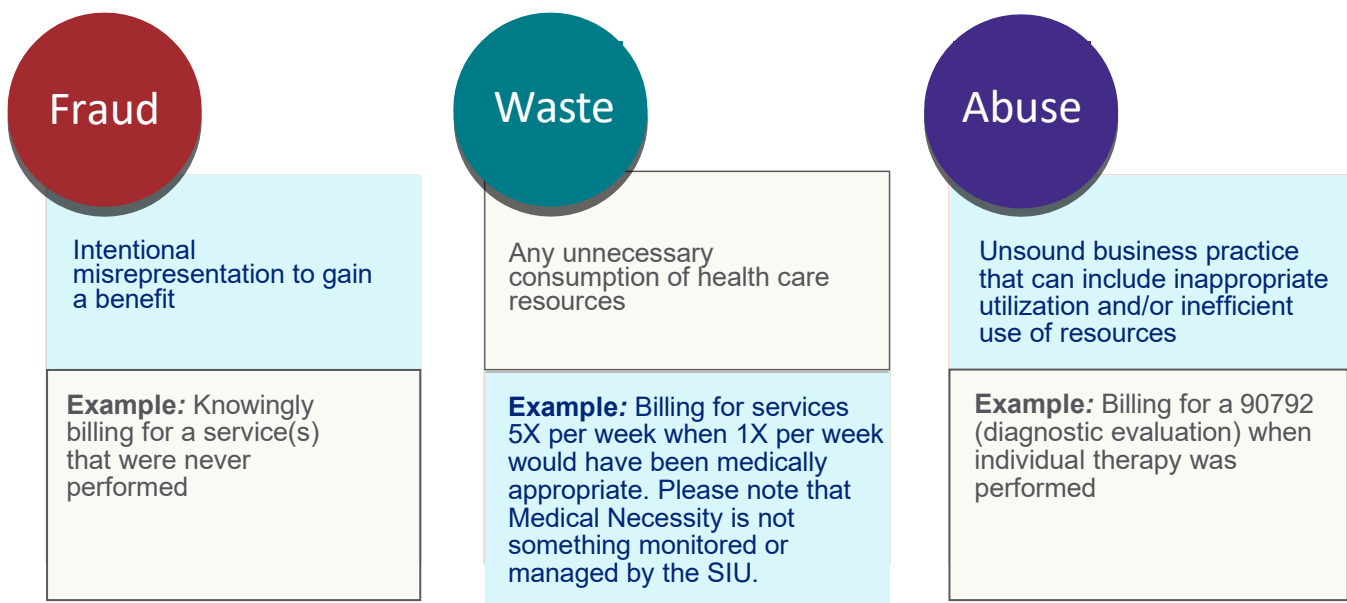 Fraud
Intentional
misrepresentation to gain
a benefit
Example: Knowingly
billing for a service(s)
that were never
performed
Waste
Any unnecessary
consumption of health care
resources
Example: Billing for services
5X per week when 1X per week
would have been medically
appropriate. Please note that
Medical Necessity is not
something monitored or
managed by the SIU.
Abuse
Unsound business practice
that can include inappropriate
utilization and/or inefficient
use of resources
Example: Billing for a 90792
(diagnostic evaluation) when
individual therapy was
performed